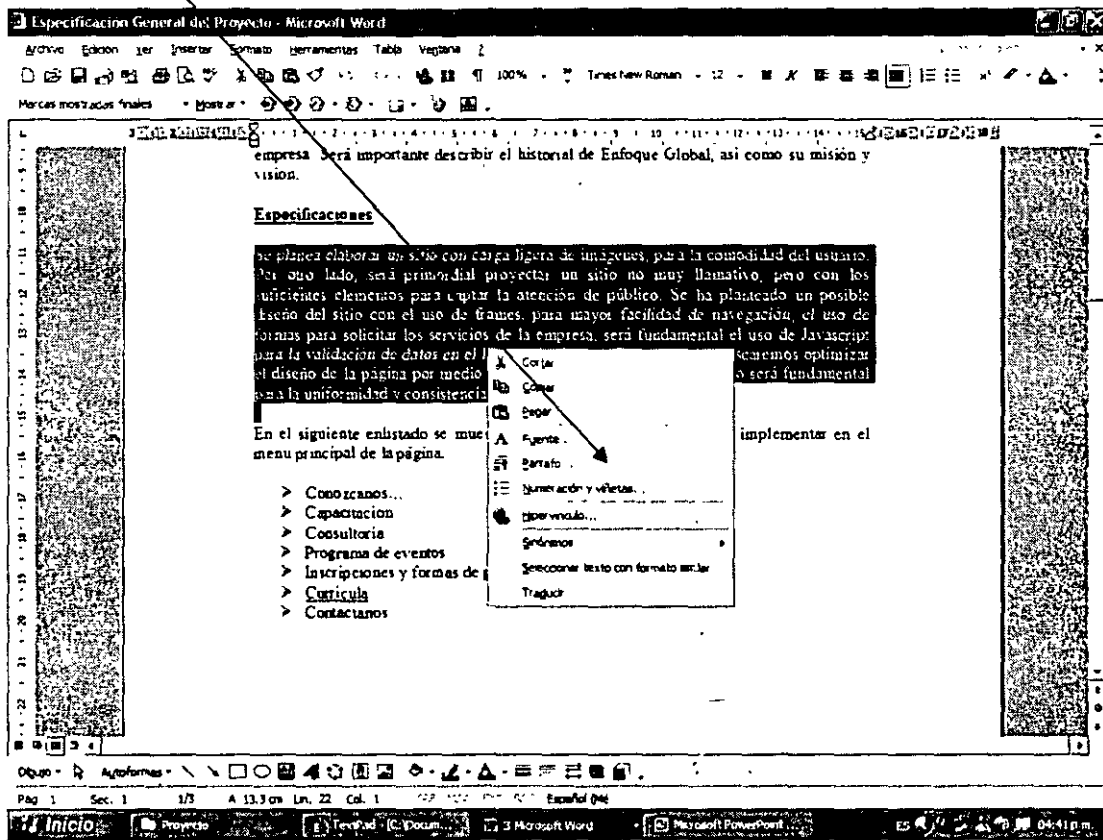 Especificación General del Proyecto - Microsoft Word
Archivo Edición Ver Insertar Formato Herramientas Tabla Ventana ?
100% Times New Roman 12
Marcas mostradas finales Mostrar
empresa. Será importante describir el historial de Enfoque Global, así como su misión y
visión.
Especificaciones
Se planea elaborar un sitio con carga ligera de imágenes, para la comodidad del usuario.
Por otro lado, será primordial proyectar un sitio no muy llamativo, pero con los
suficientes elementos para captar la atención de público. Se ha planteado un posible
diseño del sitio con el uso de frames, para mayor facilidad de navegación, el uso de
formas para solicitar los servicios de la empresa, será fundamental el uso de Javascript
para la validación de datos en el searemos optimizar
el diseño de la página por medio o será fundamental
para la uniformidad y consistencia
En el siguiente enlistado se mue implementar en el
menu principal de la página.
➢ Conozcanos...
➢ Capacitacion
➢ Consultoria
➢ Programa de eventos
➢ Inscripciones y formas de
➢ Curricula
➢ Contactanos
Cortar
Copiar
Pegar
Fuente...
Párrafo...
Numeración y viñetas...
Hipervínculo...
Sinónimos
Seleccionar texto con formato similar
Traducir
Dibujo Autoformas
Pág 1 Sec. 1 1/3 A 13.3 cm Lín. 22 Col. 1 Español (Mé
Inicio Proyecto TextPad - [C:\Docum... 3 Microsoft Word Microsoft PowerPoint ES 04:41 p.m.